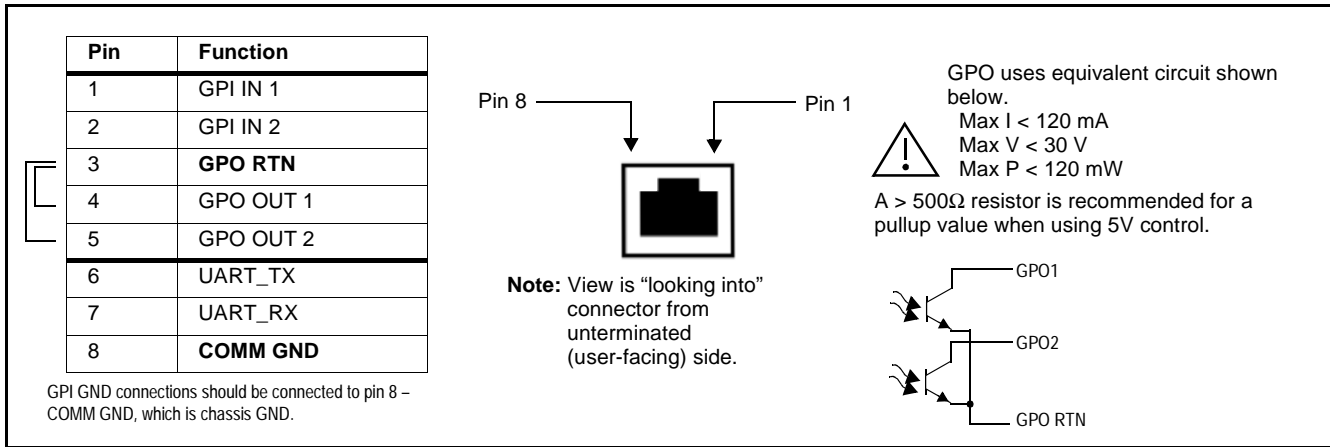 Pin Function
1 GPI IN 1
2 GPI IN 2
3 GPO RTN
4 GPO OUT 1
5 GPO OUT 2
6 UART_TX
7 UART_RX
8 COMM GND
GPI GND connections should be connected to pin 8 –
COMM GND, which is chassis GND.
Pin 8
Pin 1
Note: View is “looking into”
connector from
unterminated
(user-facing) side.
GPO uses equivalent circuit shown
below.
Max I < 120 mA
Max V < 30 V
Max P < 120 mW
A > 500Ω resistor is recommended for a
pullup value when using 5V control.
GPO1
GPO2
GPO RTN